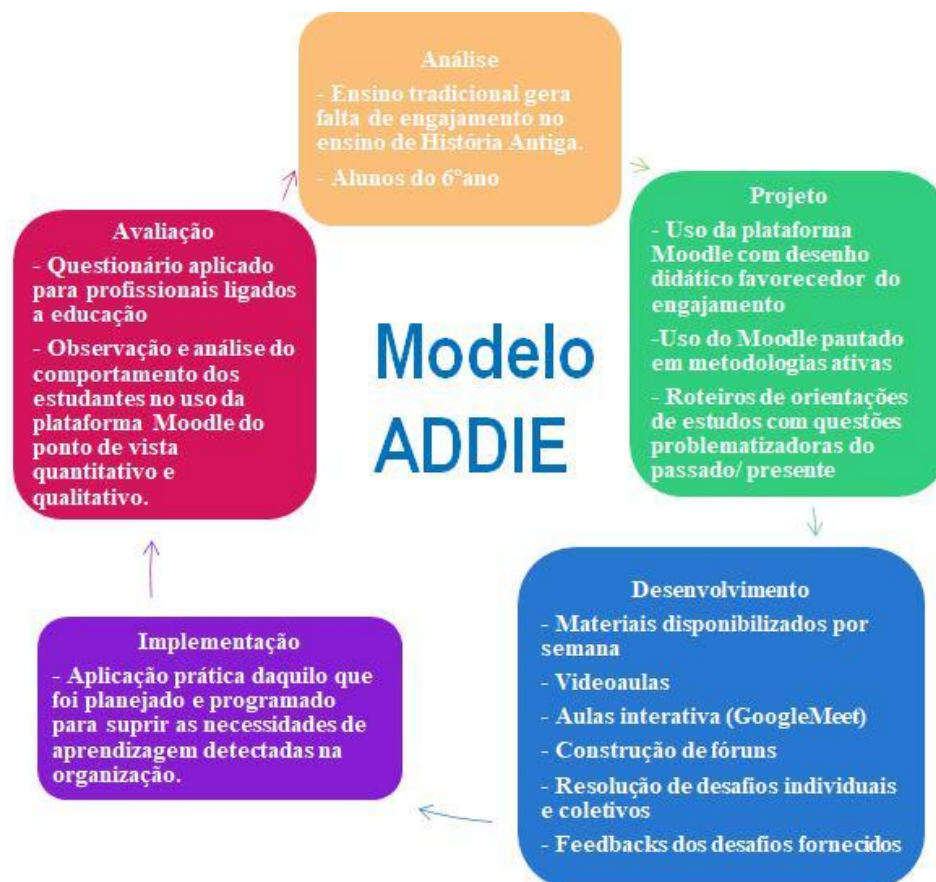 Análise
- Ensino tradicional gera
falta de engajamento no
ensino de História Antiga.
- Alunos do 6°ano
Projeto
- Uso da plataforma
Moodle com desenho
didático favorecedor do
engajamento
-Uso do Moodle pautado
em metodologias ativas
- Roteiros de orientações
de estudos com questões
problematizadoras do
passado/ presente
Desenvolvimento
- Materiais disponibilizados por
semana
- Videoaulas
- Aulas interativa (GoogleMeet)
- Construção de fóruns
- Resolução de desafios individuais
e coletivos
- Feedbacks dos desafios fornecidos
Implementação
- Aplicação prática daquilo que
foi planejado e programado
para suprir as necessidades de
aprendizagem detectadas na
organização.
Avaliação
- Questionário aplicado
para profissionais ligados
a educação
- Observação e análise do
comportamento dos
estudantes no uso da
plataforma Moodle do
ponto de vista
quantitativo e
qualitativo.
Modelo
ADDIE